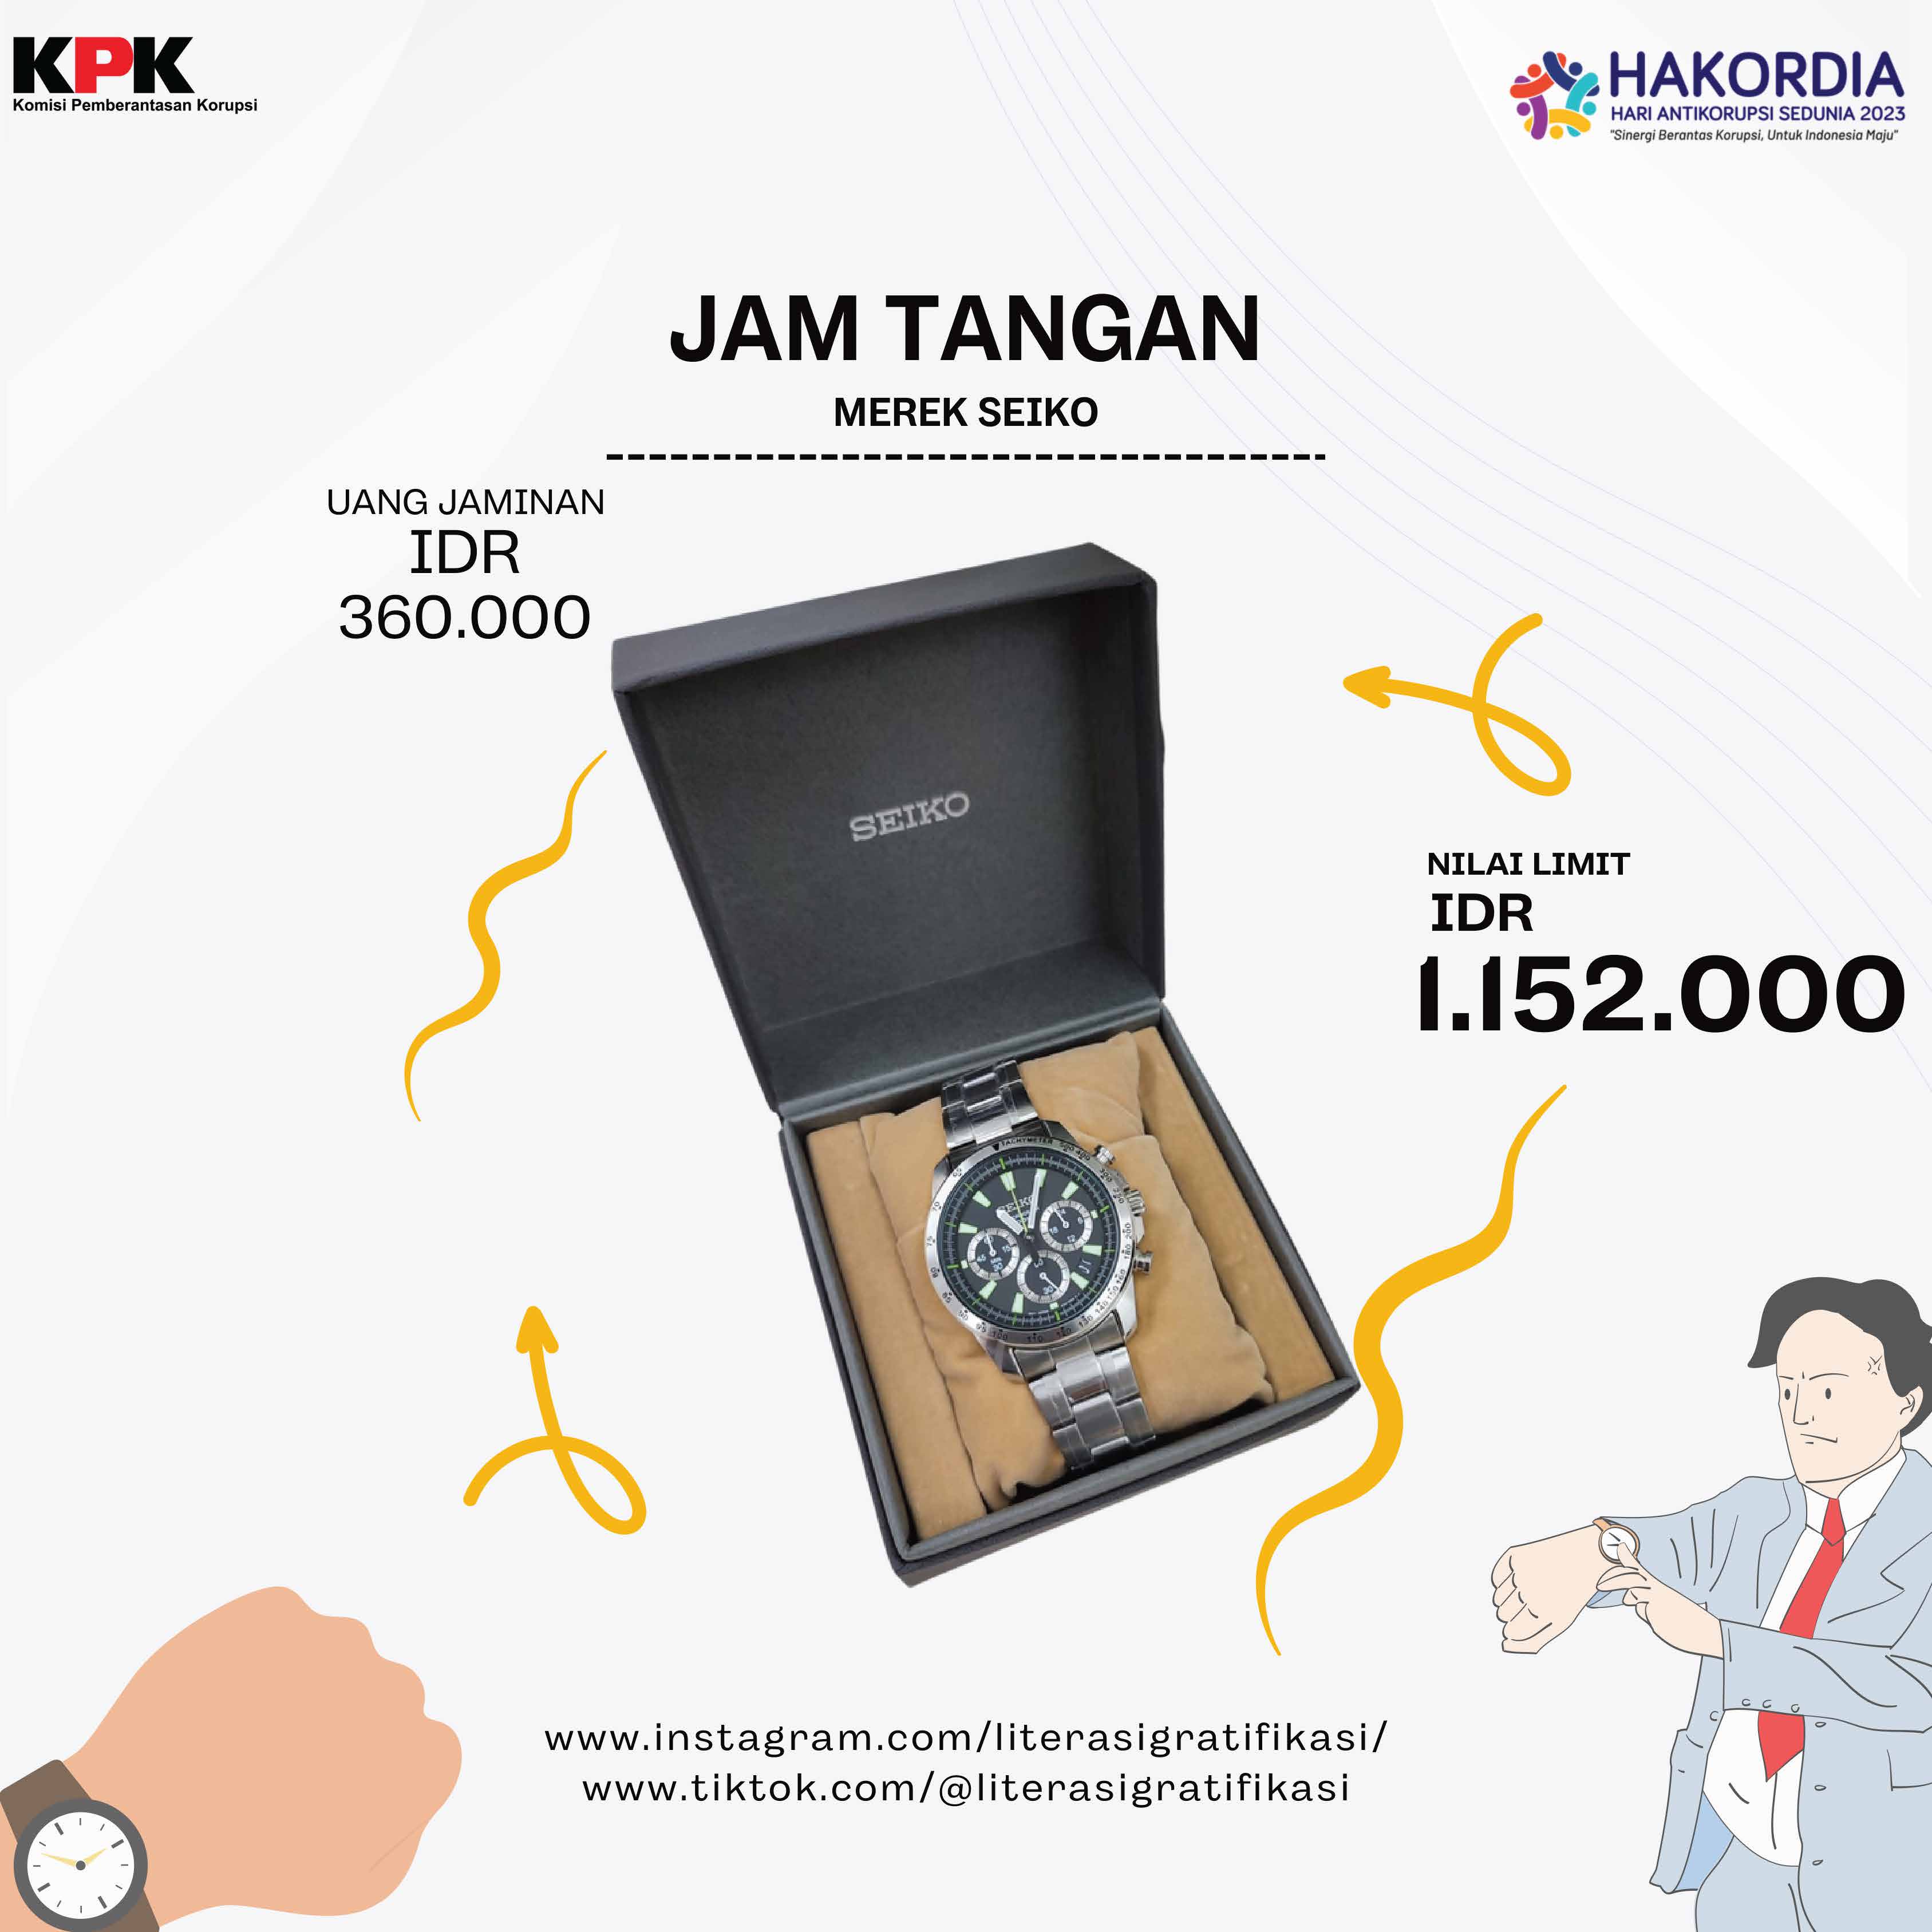 KPK
Komisi Pemberantasan Korupsi
HAKORDIA
HARI ANTIKORUPSI SEDUNIA 2023
"Sinergi Berantas Korupsi, Untuk Indonesia Maju"
JAM TANGAN
MEREK SEIKO
UANG JAMINAN
IDR
360.000
SEIKO
NILAI LIMIT
IDR
1.152.000
TACHYMETER
SEIKO
www.instagram.com/literasigratifikasi/
www.tiktok.com/@literasigratifikasi